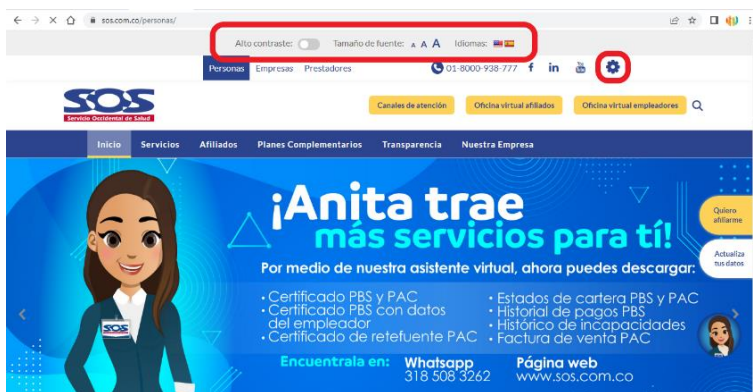 sos.com.co/personas/
Alto contraste: Tamaño de fuente: A A A Idiomas:
Personas Empresas Prestadores 01-8000-938-777 f in
SOS
Servicio Occidental de Salud
Canales de atención Oficina virtual afiliados Oficina virtual empleadores
Inicio Servicios Afiliados Planes Complementarios Transparencia Nuestra Empresa
¡Anita trae
más servicios para tí!
Quiero
afiliarme
Actualiza
tus datos
Por medio de nuestra asistente virtual, ahora puedes descargar:
• Certificado PBS y PAC
• Certificado PBS con datos
del empleador
• Certificado de retefuente PAC
• Estados de cartera PBS y PAC
• Historial de pagos PBS
• Histórico de incapacidades
• Factura de venta PAC
SOS
Encuentrala en: Whatsapp
318 508 3262
Página web
www.sos.com.co